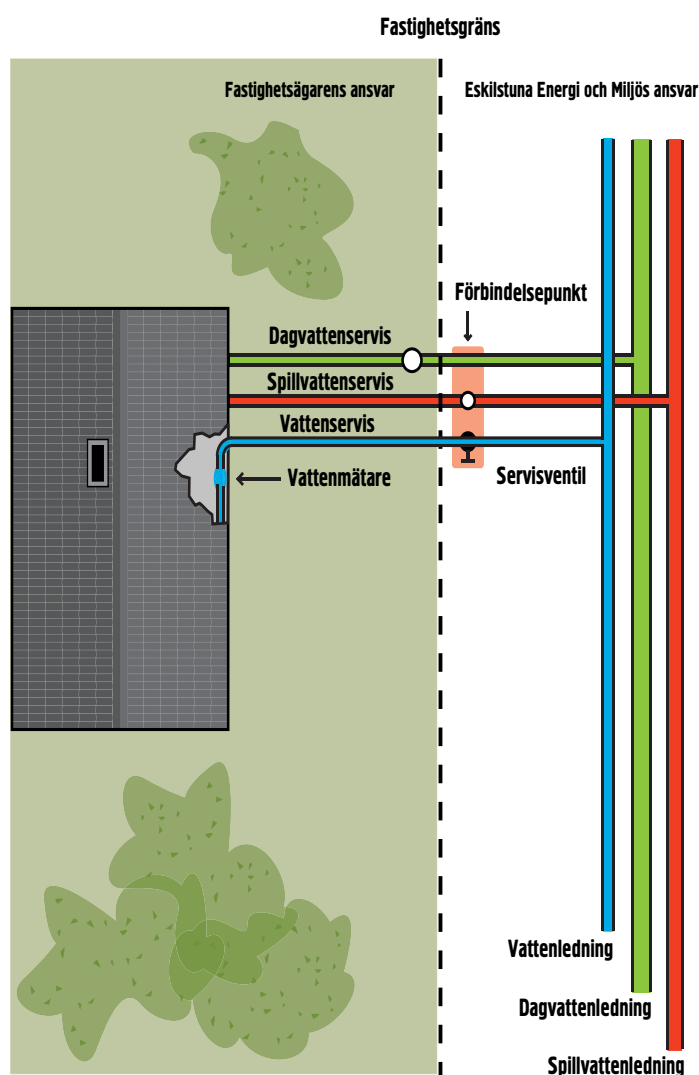 Fastighetsgräns
Fastighetsägarens ansvar
Eskilstuna Energi och Miljös ansvar
Förbindelsepunkt
Dagvattenservis
Spillvattenservis
Vattenservis
Vattenmätare
Servisventil
Vattenledning
Dagvattenledning
Spillvattenledning